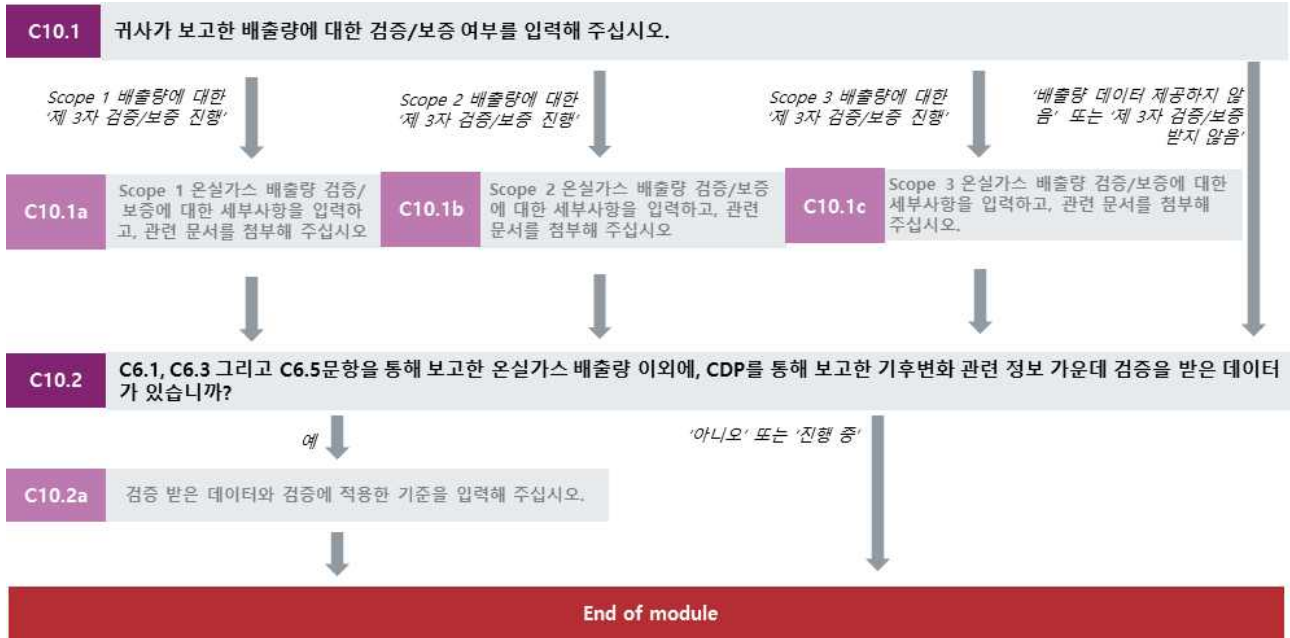 C10.1
귀사가 보고한 배출량에 대한 검증/보증 여부를 입력해 주십시오.
Scope 1 배출량에 대한
‘제 3자 검증/보증 진행’
Scope 2 배출량에 대한
‘제 3자 검증/보증 진행’
Scope 3 배출량에 대한
‘제 3자 검증/보증 진행’
‘배출량 데이터 제공하지 않
음’ 또는 ‘제 3자 검증/보증
받지 않음’
C10.1a
Scope 1 온실가스 배출량 검증/
보증에 대한 세부사항을 입력하
고, 관련 문서를 첨부해 주십시오
C10.1b
Scope 2 온실가스 배출량 검증/보증
에 대한 세부사항을 입력하고, 관련
문서를 첨부해 주십시오
C10.1c
Scope 3 온실가스 배출량 검증/보증에 대한
세부사항을 입력하고, 관련 문서를 첨부해
주십시오.
C10.2
C6.1, C6.3 그리고 C6.5문항을 통해 보고한 온실가스 배출량 이외에, CDP를 통해 보고한 기후변화 관련 정보 가운데 검증을 받은 데이터
가 있습니까?
예
‘아니오’ 또는 ‘진행 중’
C10.2a
검증 받은 데이터와 검증에 적용한 기준을 입력해 주십시오.
End of module